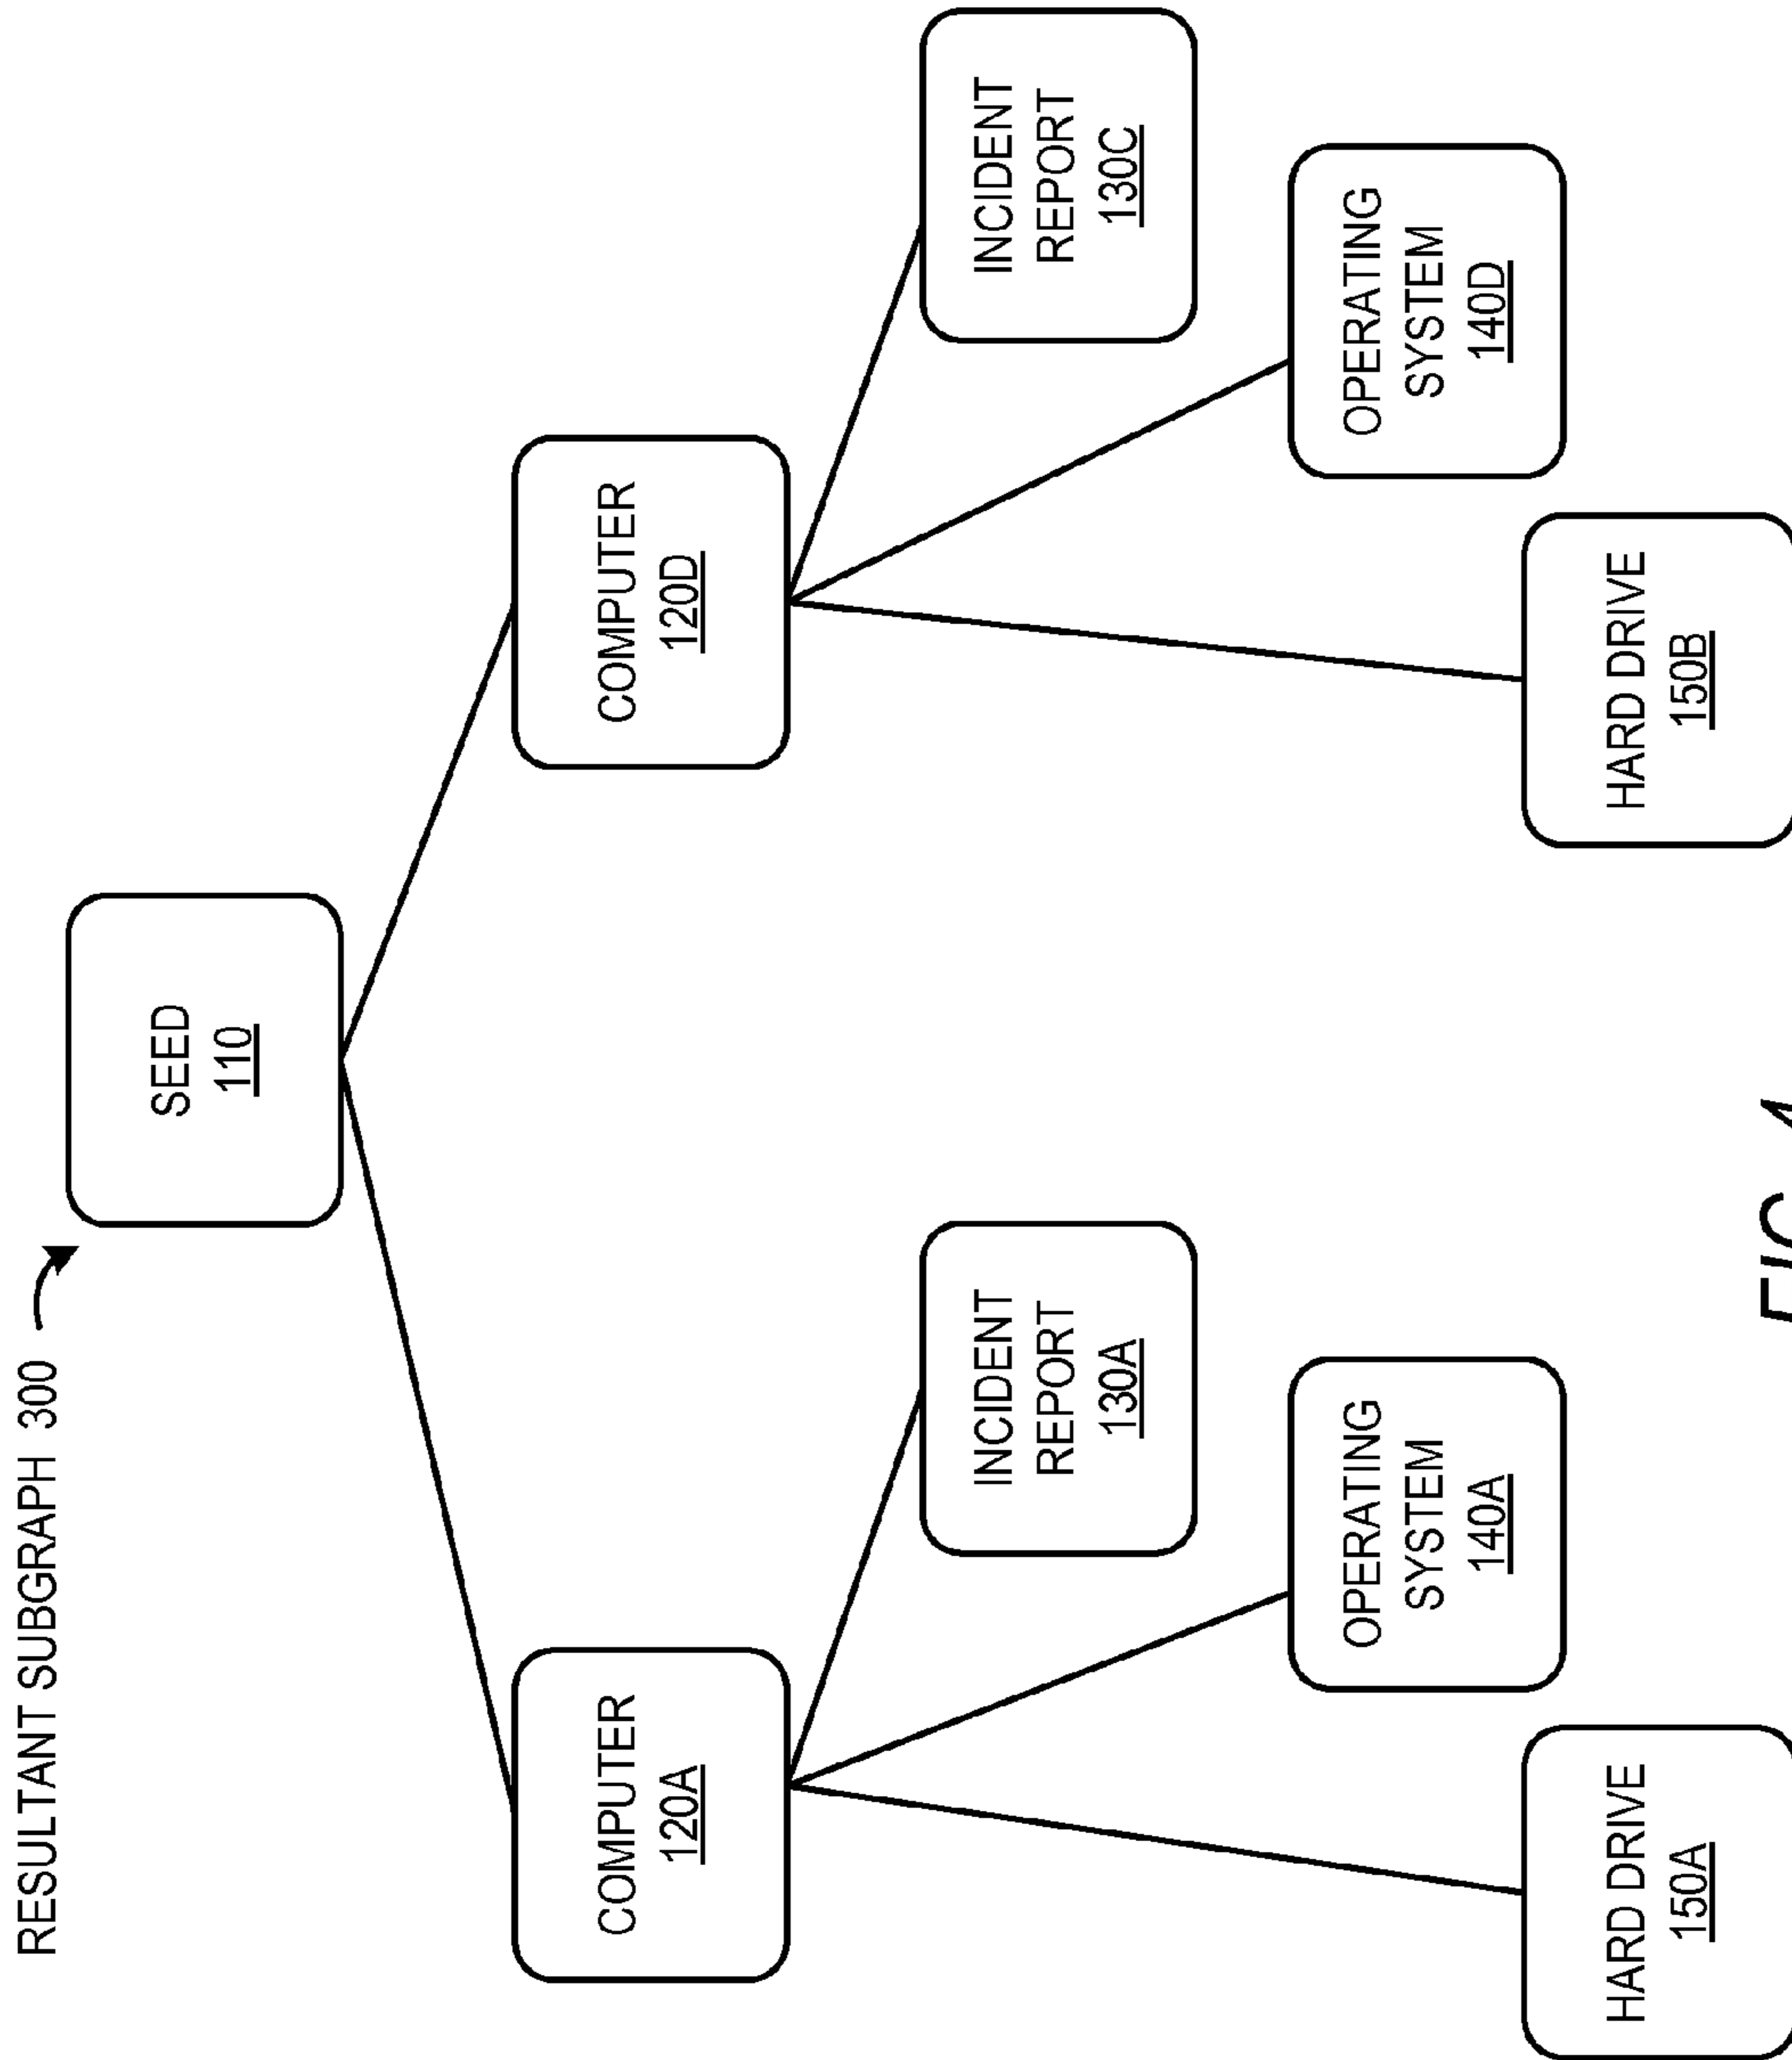 RESULTANT SUBGRAPH 300
SEED
110
COMPUTER
120A
COMPUTER
120D
INCIDENT
REPORT
130A
INCIDENT
REPORT
130C
OPERATING
SYSTEM
140A
OPERATING
SYSTEM
140D
HARD DRIVE
150A
HARD DRIVE
150B